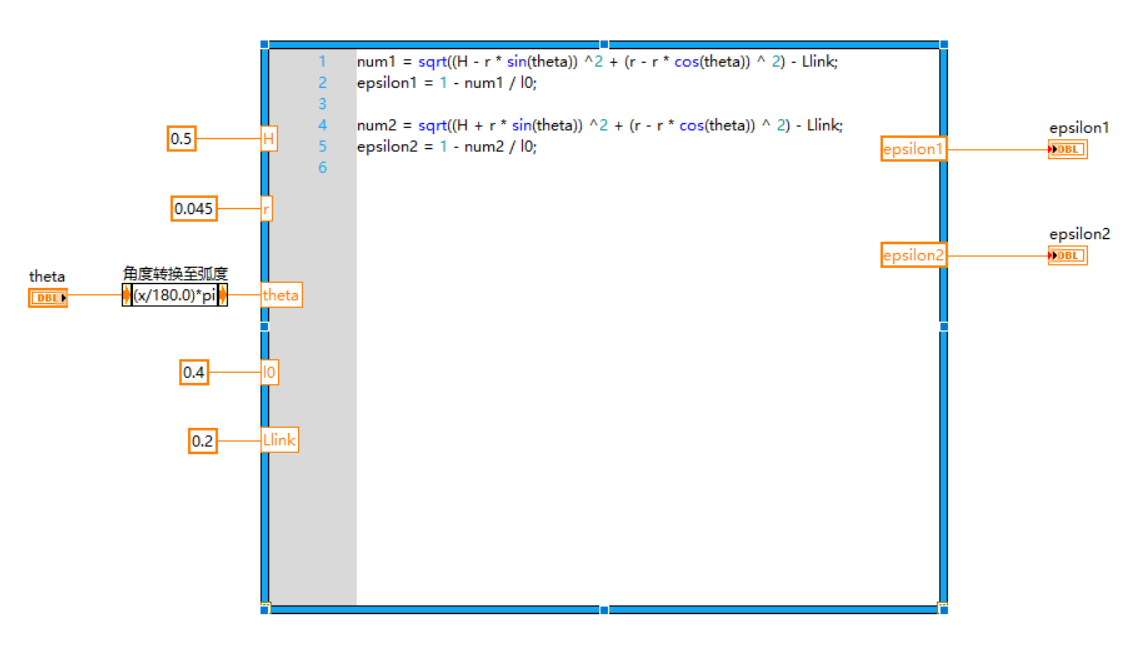 1 num1 = sqrt((H - r * sin(theta)) ^2 + (r - r * cos(theta)) ^ 2) - Llink;
2 epsilon1 = 1 - num1 / l0;
3
4 num2 = sqrt((H + r * sin(theta)) ^2 + (r - r * cos(theta)) ^ 2) - Llink;
5 epsilon2 = 1 - num2 / l0;
6
0.5
H
0.045
r
theta
DBL
角度转换至弧度
(x/180.0)*pi
theta
0.4
l0
0.2
Llink
epsilon1
epsilon1
DBL
epsilon2
epsilon2
DBL